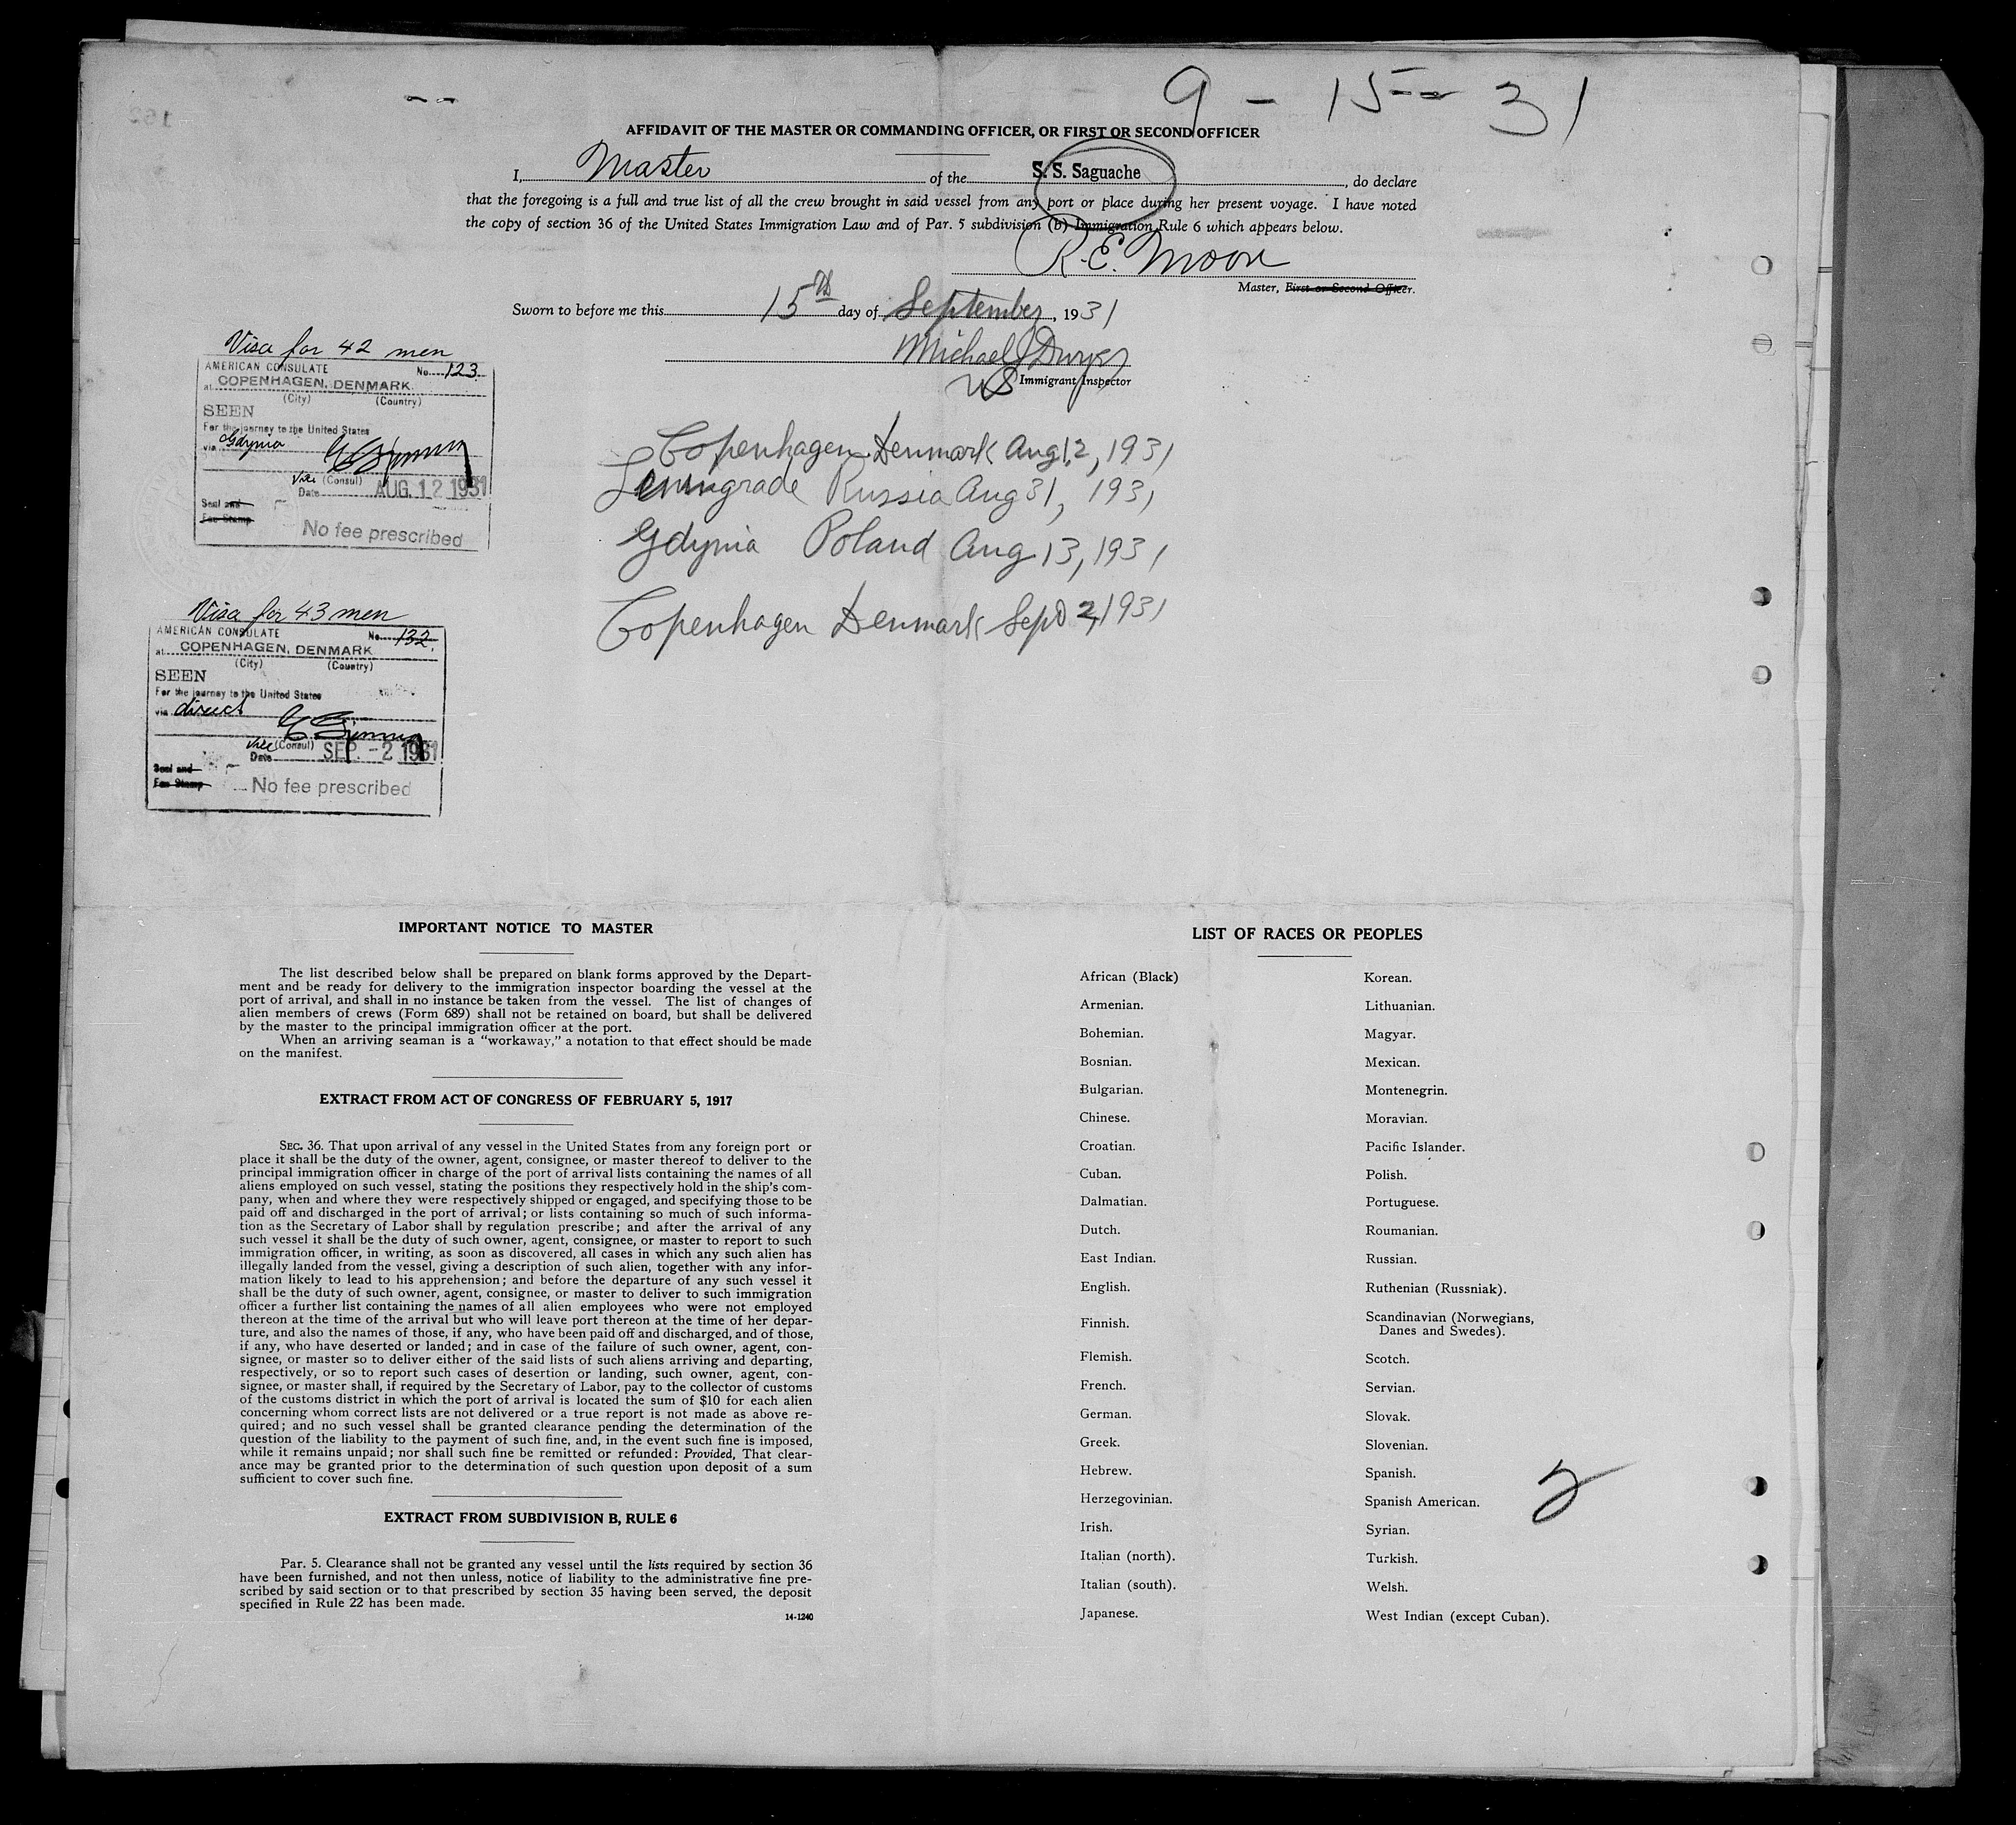 9 - 15 - 31
AFFIDAVIT OF THE MASTER OR COMMANDING OFFICER, OR FIRST OR SECOND OFFICER
I, Master of the S. S. Saguache, do declare
that the foregoing is a full and true list of all the crew brought in said vessel from any port or place during her present voyage. I have noted
the copy of section 36 of the United States Immigration Law and of Par. 5 subdivision (b) Immigration Rule 6 which appears below.
R. E. Moon
Master, First or Second Officer.
Sworn to before me this 15th day of September, 1931
Michael J Dwyer
US Immigrant Inspector
Visa for 42 men
AMERICAN CONSULATE No. 123
at COPENHAGEN, DENMARK.
(City) (Country)
SEEN
For the journey to the United States
via Gdynia
Vice (Consul)
Date AUG. 12 1931
Seal and
Fee Stamp
No fee prescribed
Copenhagen Denmark Aug 12, 1931
Leningrade Russia Aug 31, 1931
Gdynia Poland Aug 13, 1931
Copenhagen Denmark Sept 2, 1931
Visa for 43 men
AMERICAN CONSULATE No. 132.
at COPENHAGEN, DENMARK
(City) (Country)
SEEN
For the journey to the United States
via direct
Vice (Consul)
Date SEP. -2 1931
Seal and
Fee Stamp
No fee prescribed
IMPORTANT NOTICE TO MASTER
The list described below shall be prepared on blank forms approved by the Depart-
ment and be ready for delivery to the immigration inspector boarding the vessel at the
port of arrival, and shall in no instance be taken from the vessel. The list of changes of
alien members of crews (Form 689) shall not be retained on board, but shall be delivered
by the master to the principal immigration officer at the port.
When an arriving seaman is a “workaway,” a notation to that effect should be made
on the manifest.
EXTRACT FROM ACT OF CONGRESS OF FEBRUARY 5, 1917
SEC. 36. That upon arrival of any vessel in the United States from any foreign port or
place it shall be the duty of the owner, agent, consignee, or master thereof to deliver to the
principal immigration officer in charge of the port of arrival lists containing the names of all
aliens employed on such vessel, stating the positions they respectively hold in the ship's com-
pany, when and where they were respectively shipped or engaged, and specifying those to be
paid off and discharged in the port of arrival; or lists containing so much of such informa-
tion as the Secretary of Labor shall by regulation prescribe; and after the arrival of any
such vessel it shall be the duty of such owner, agent, consignee, or master to report to such
immigration officer, in writing, as soon as discovered, all cases in which any such alien has
illegally landed from the vessel, giving a description of such alien, together with any infor-
mation likely to lead to his apprehension; and before the departure of any such vessel it
shall be the duty of such owner, agent, consignee, or master to deliver to such immigration
officer a further list containing the names of all alien employees who were not employed
thereon at the time of the arrival but who will leave port thereon at the time of her depar-
ture, and also the names of those, if any, who have been paid off and discharged, and of those,
if any, who have deserted or landed; and in case of the failure of such owner, agent, con-
signee, or master so to deliver either of the said lists of such aliens arriving and departing,
respectively, or so to report such cases of desertion or landing, such owner, agent, con-
signee, or master shall, if required by the Secretary of Labor, pay to the collector of customs
of the customs district in which the port of arrival is located the sum of $10 for each alien
concerning whom correct lists are not delivered or a true report is not made as above re-
quired; and no such vessel shall be granted clearance pending the determination of the
question of the liability to the payment of such fine, and, in the event such fine is imposed,
while it remains unpaid; nor shall such fine be remitted or refunded: Provided, That clear-
ance may be granted prior to the determination of such question upon deposit of a sum
sufficient to cover such fine.
EXTRACT FROM SUBDIVISION B, RULE 6
Par. 5. Clearance shall not be granted any vessel until the lists required by section 36
have been furnished, and not then unless, notice of liability to the administrative fine pre-
scribed by said section or to that prescribed by section 35 having been served, the deposit
specified in Rule 22 has been made.
14-1240
LIST OF RACES OR PEOPLES
African (Black)
Armenian.
Bohemian.
Bosnian.
Bulgarian.
Chinese.
Croatian.
Cuban.
Dalmatian.
Dutch.
East Indian.
English.
Finnish.
Flemish.
French.
German.
Greek.
Hebrew.
Herzegovinian.
Irish.
Italian (north).
Italian (south).
Japanese.
Korean.
Lithuanian.
Magyar.
Mexican.
Montenegrin.
Moravian.
Pacific Islander.
Polish.
Portuguese.
Roumanian.
Russian.
Ruthenian (Russniak).
Scandinavian (Norwegians,
Danes and Swedes).
Scotch.
Servian.
Slovak.
Slovenian.
Spanish.
Spanish American.
Syrian.
Turkish.
Welsh.
West Indian (except Cuban).
2